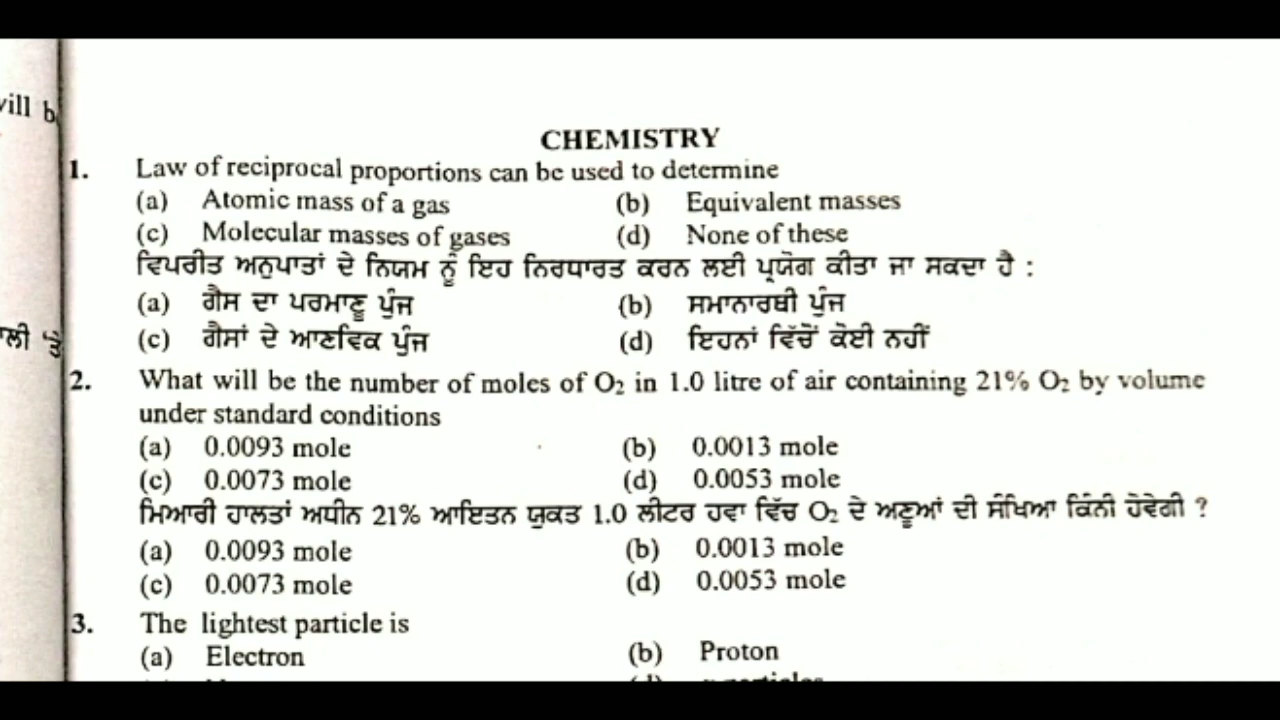 vill b
CHEMISTRY
1. Law of reciprocal proportions can be used to determine
(a) Atomic mass of a gas (b) Equivalent masses
(c) Molecular masses of gases (d) None of these
ਵਿਪਰੀਤ ਅਨੁਪਾਤਾਂ ਦੇ ਨਿਯਮ ਨੂੰ ਇਹ ਨਿਰਧਾਰਤ ਕਰਨ ਲਈ ਪ੍ਰਯੋਗ ਕੀਤਾ ਜਾ ਸਕਦਾ ਹੈ :
(a) ਗੈਸ ਦਾ ਪਰਮਾਣੂ ਪੁੰਜ (b) ਸਮਾਨਾਰਥੀ ਪੁੰਜ
(c) ਗੈਸਾਂ ਦੇ ਆਣਵਿਕ ਪੁੰਜ (d) ਇਹਨਾਂ ਵਿੱਚੋਂ ਕੋਈ ਨਹੀਂ
ਾਲੀ 'ਤੇ
2. What will be the number of moles of O₂ in 1.0 litre of air containing 21% O₂ by volume
under standard conditions
(a) 0.0093 mole (b) 0.0013 mole
(c) 0.0073 mole (d) 0.0053 mole
ਮਿਆਰੀ ਹਾਲਤਾਂ ਅਧੀਨ 21% ਆਇਤਨ ਯੁਕਤ 1.0 ਲੀਟਰ ਹਵਾ ਵਿੱਚ O₂ ਦੇ ਅਣੂਆਂ ਦੀ ਸੰਖਿਆ ਕਿੰਨੀ ਹੋਵੇਗੀ ?
(a) 0.0093 mole (b) 0.0013 mole
(c) 0.0073 mole (d) 0.0053 mole
3. The lightest particle is
(a) Electron (b) Proton